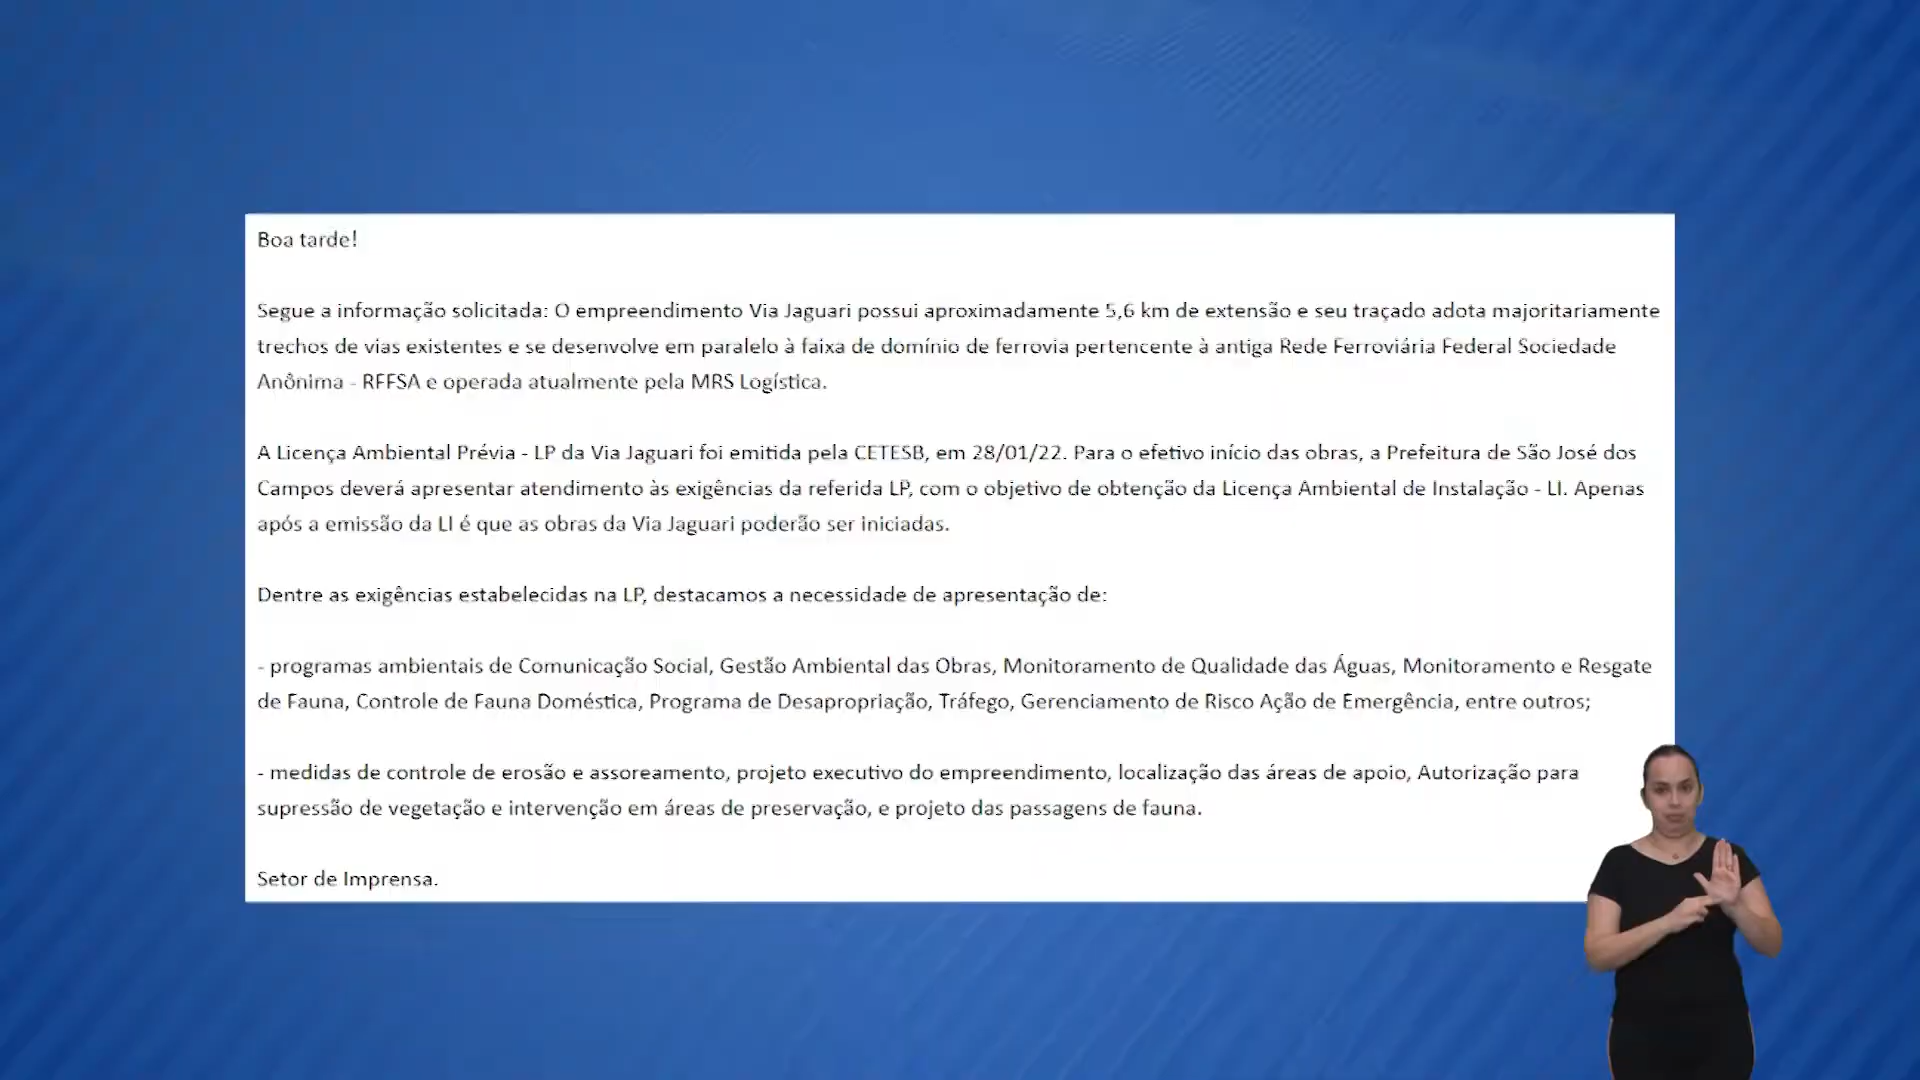 Boa tarde!
Segue a informação solicitada: O empreendimento Via Jaguari possui aproximadamente 5,6 km de extensão e seu traçado adota majoritariamente
trechos de vias existentes e se desenvolve em paralelo à faixa de domínio de ferrovia pertencente à antiga Rede Ferroviária Federal Sociedade
Anônima - RFFSA e operada atualmente pela MRS Logística.
A Licença Ambiental Prévia - LP da Via Jaguari foi emitida pela CETESB, em 28/01/22. Para o efetivo início das obras, a Prefeitura de São José dos
Campos deverá apresentar atendimento às exigências da referida LP, com o objetivo de obtenção da Licença Ambiental de Instalação - LI. Apenas
após a emissão da LI é que as obras da Via Jaguari poderão ser iniciadas.
Dentre as exigências estabelecidas na LP, destacamos a necessidade de apresentação de:
- programas ambientais de Comunicação Social, Gestão Ambiental das Obras, Monitoramento de Qualidade das Águas, Monitoramento e Resgate
de Fauna, Controle de Fauna Doméstica, Programa de Desapropriação, Tráfego, Gerenciamento de Risco Ação de Emergência, entre outros;
- medidas de controle de erosão e assoreamento, projeto executivo do empreendimento, localização das áreas de apoio, Autorização para
supressão de vegetação e intervenção em áreas de preservação, e projeto das passagens de fauna.
Setor de Imprensa.